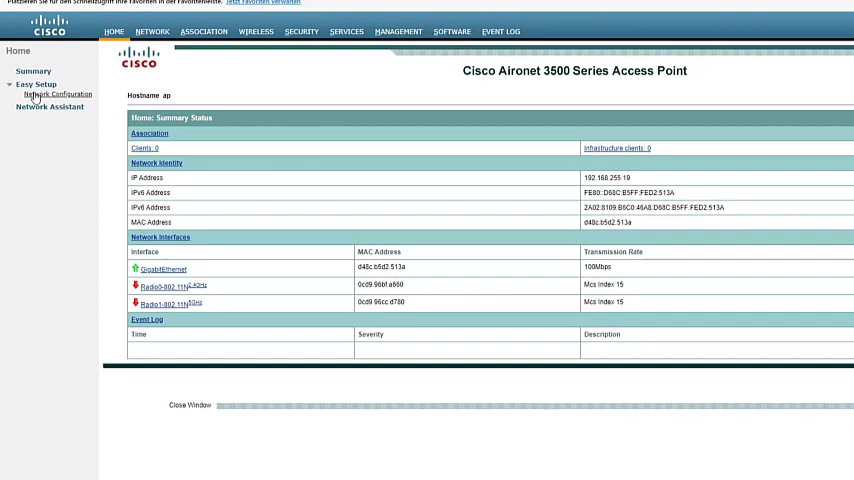 Platzieren Sie für den Schnellzugriff Ihre Favoriten in der Favoritenleiste. Jetzt Favoriten verwalten
CISCO
HOME NETWORK ASSOCIATION WIRELESS SECURITY SERVICES MANAGEMENT SOFTWARE EVENT LOG
Home
Summary
Easy Setup
Network Configuration
Network Assistant
CISCO
Cisco Aironet 3500 Series Access Point
Hostname ap
Home: Summary Status
Association
Clients: 0 Infrastructure clients: 0
Network Identity
IP Address 192.168.255.19
IPv6 Address FE80::D68C:B5FF:FED2:513A
IPv6 Address 2A02:8109:B6C0:46A8:D68C:B5FF:FED2:513A
MAC Address d48c.b5d2.513a
Network Interfaces
Interface MAC Address Transmission Rate
GigabitEthernet d48c.b5d2.513a 100Mbps
Radio0-802.11N2.4GHz 0cd9.96bf.a660 Mcs Index 15
Radio1-802.11N5GHz 0cd9.96cc.d780 Mcs Index 15
Event Log
Time Severity Description
Close Window